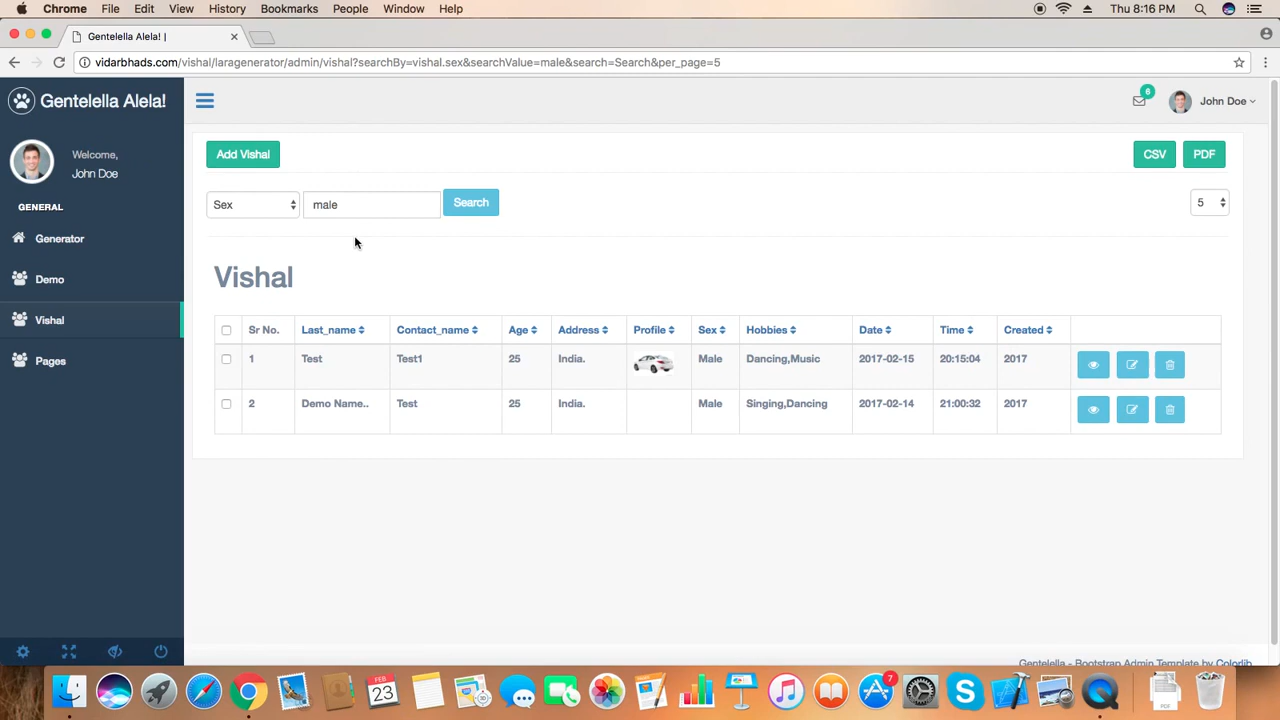 Chrome File Edit View History Bookmarks People Window Help Thu 8:16 PM
Gentelella Alela! |
vidarbhads.com/vishal/laragenerator/admin/vishal?searchBy=vishal.sex&searchValue=male&search=Search&per_page=5
Gentelella Alela!
6
John Doe
Welcome,
John Doe
GENERAL
Generator
Demo
Vishal
Pages
Add Vishal CSV PDF
Sex male Search 5
Vishal
Sr No. Last_name Contact_name Age Address Profile Sex Hobbies Date Time Created
1 Test Test1 25 India. Male Dancing,Music 2017-02-15 20:15:04 2017
2 Demo Name.. Test 25 India. Male Singing,Dancing 2017-02-14 21:00:32 2017
Gentelella - Bootstrap Admin Template by Colorlib
FEB
23
7
PDF